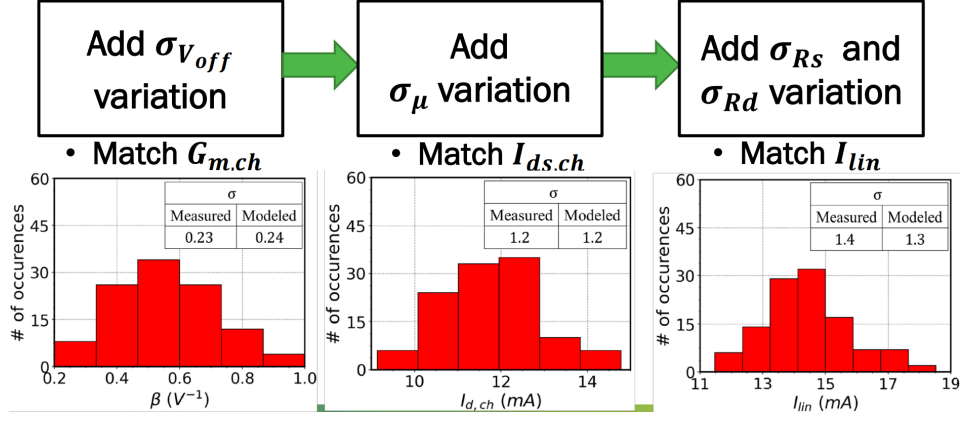 Add σ_{V_{off}}
variation
Add
σ_μ variation
Add σ_{Rs} and
σ_{Rd} variation
• Match G_{m.ch}
• Match I_{ds.ch}
• Match I_{lin}
60
45
30
15
0
# of occurences
σ
Measured Modeled
0.23 0.24
0.2 0.4 0.6 0.8 1.0
β (V⁻¹)
60
45
30
15
0
# of occurences
σ
Measured Modeled
1.2 1.2
10 12 14
I_{d,ch} (mA)
60
45
30
15
0
# of occurences
σ
Measured Modeled
1.4 1.3
11 13 15 17 19
I_{lin} (mA)